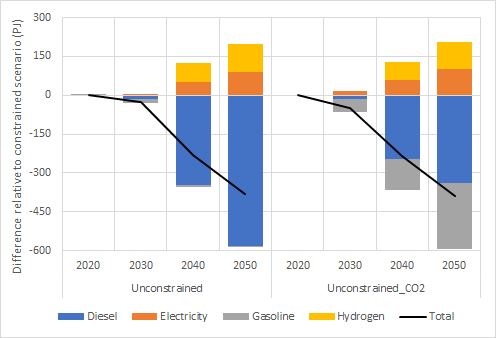 Difference relative to constrained scenario (PJ)
300
150
0
-150
-300
-450
-600
2020 2030 2040 2050 2020 2030 2040 2050
Unconstrained Unconstrained_CO2
Diesel Electricity Gasoline Hydrogen Total